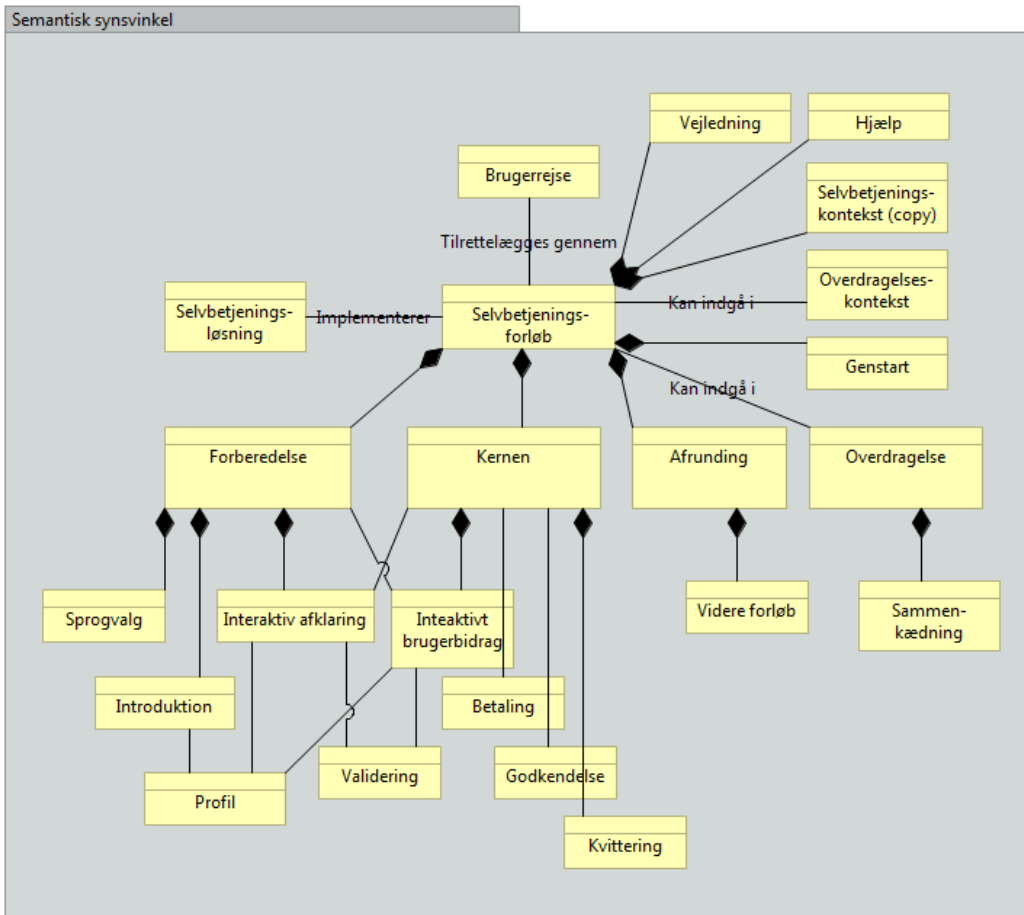 Semantisk synsvinkel
Vejledning
Hjælp
Brugerrejse
Selvbetjenings-
kontekst (copy)
Tilrettelægges gennem
Overdragelses-
kontekst
Kan indgå i
Selvbetjenings-
løsning
Implementerer
Selvbetjenings-
forløb
Genstart
Kan indgå i
Forberedelse
Kernen
Afrunding
Overdragelse
Sprogvalg
Interaktiv afklaring
Inteaktivt
brugerbidrag
Videre forløb
Sammen-
kædning
Introduktion
Betaling
Validering
Godkendelse
Profil
Kvittering